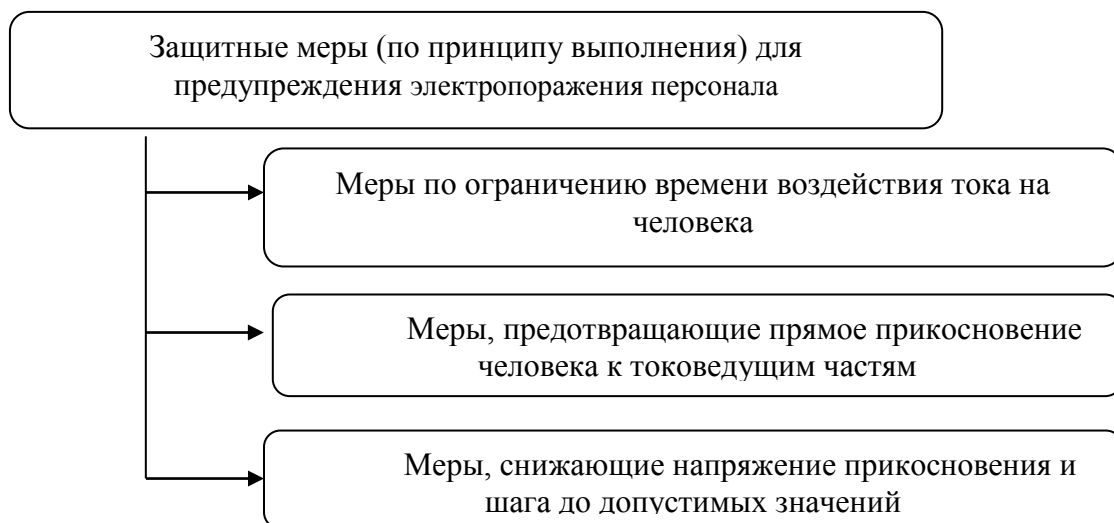 Защитные меры (по принципу выполнения) для
предупреждения электропоражения персонала
Меры по ограничению времени воздействия тока на
человека
Меры, предотвращающие прямое прикосновение
человека к токоведущим частям
Меры, снижающие напряжение прикосновения и
шага до допустимых значений